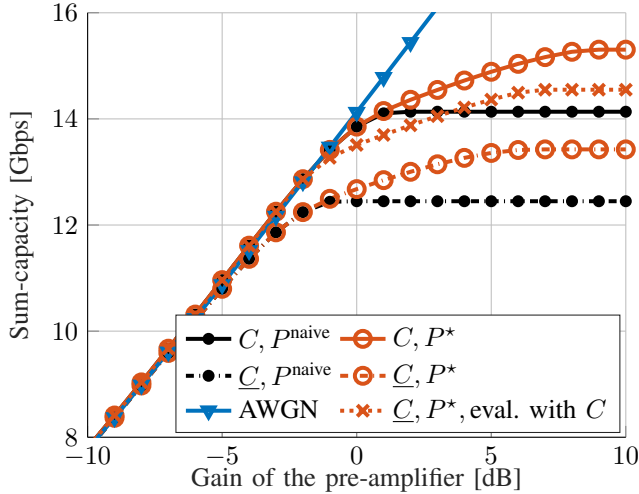 16
14
12
10
8
Sum-capacity [Gbps]
C, P^naive
C, P^⋆
C̲, P^naive
C̲, P^⋆
AWGN
C̲, P^⋆, eval. with C
−10
−5
0
5
10
Gain of the pre-amplifier [dB]